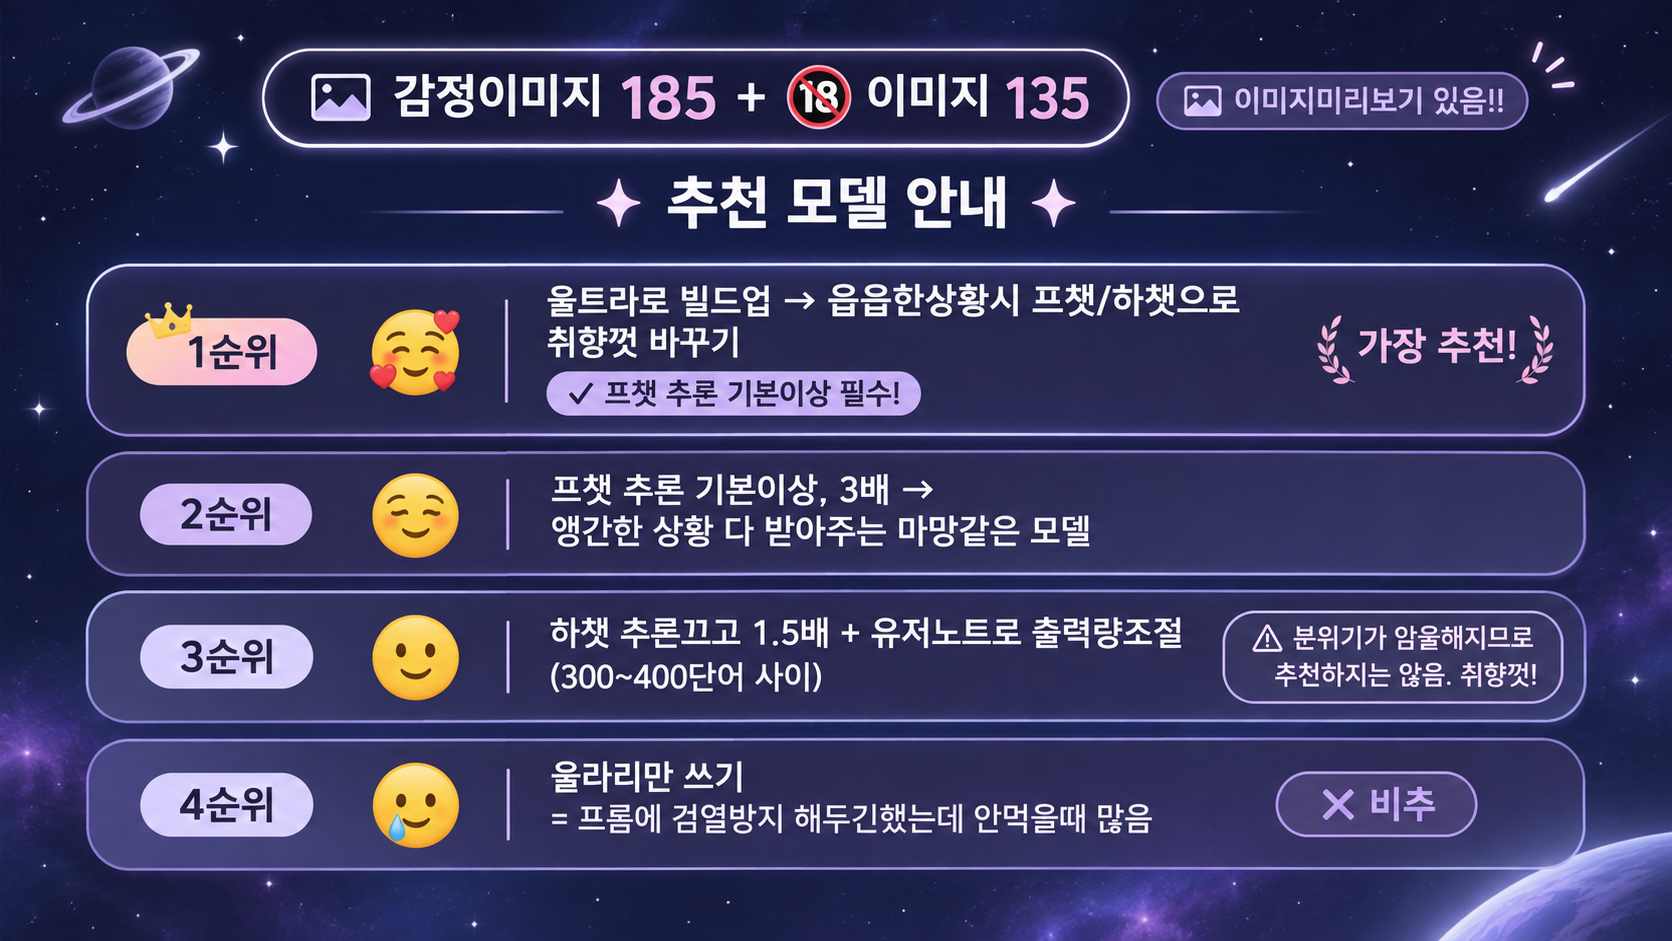 감정이미지 185 + 18 이미지 135
이미지미리보기 있음!!
추천 모델 안내
1순위
울트라로 빌드업 → 읍읍한상황시 프챗/하챗으로
취향껏 바꾸기
✓ 프챗 추론 기본이상 필수!
가장 추천!
2순위
프챗 추론 기본이상, 3배 →
앵간한 상황 다 받아주는 마망같은 모델
3순위
하챗 추론끄고 1.5배 + 유저노트로 출력량조절
(300~400단어 사이)
⚠ 분위기가 암울해지므로
추천하지는 않음. 취향껏!
4순위
울라리만 쓰기
= 프롬에 검열방지 해두긴했는데 안먹을때 많음
✕ 비추